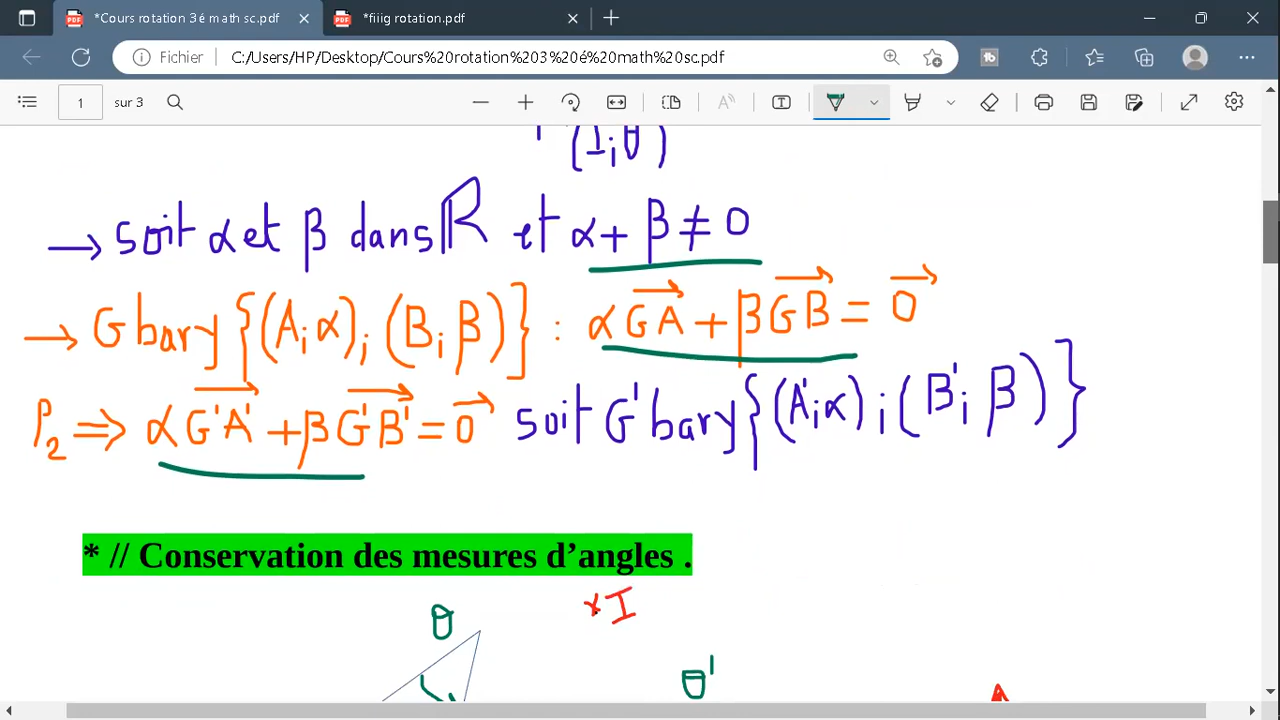 *Cours rotation 3é math sc.pdf
*fiiig rotation.pdf
Fichier C:/Users/HP/Desktop/Cours%20rotation%203%20é%20math%20sc.pdf
1 sur 3
(I; θ)
→ soit α et β dans ℝ et α + β ≠ 0
→ G bary {(A; α); (B; β)} : α GA + β GB = 0
P2 ⇒ α G'A' + β G'B' = 0 soit G' bary {(A'; α); (B'; β)}
* // Conservation des mesures d’angles .
× I
θ
θ'